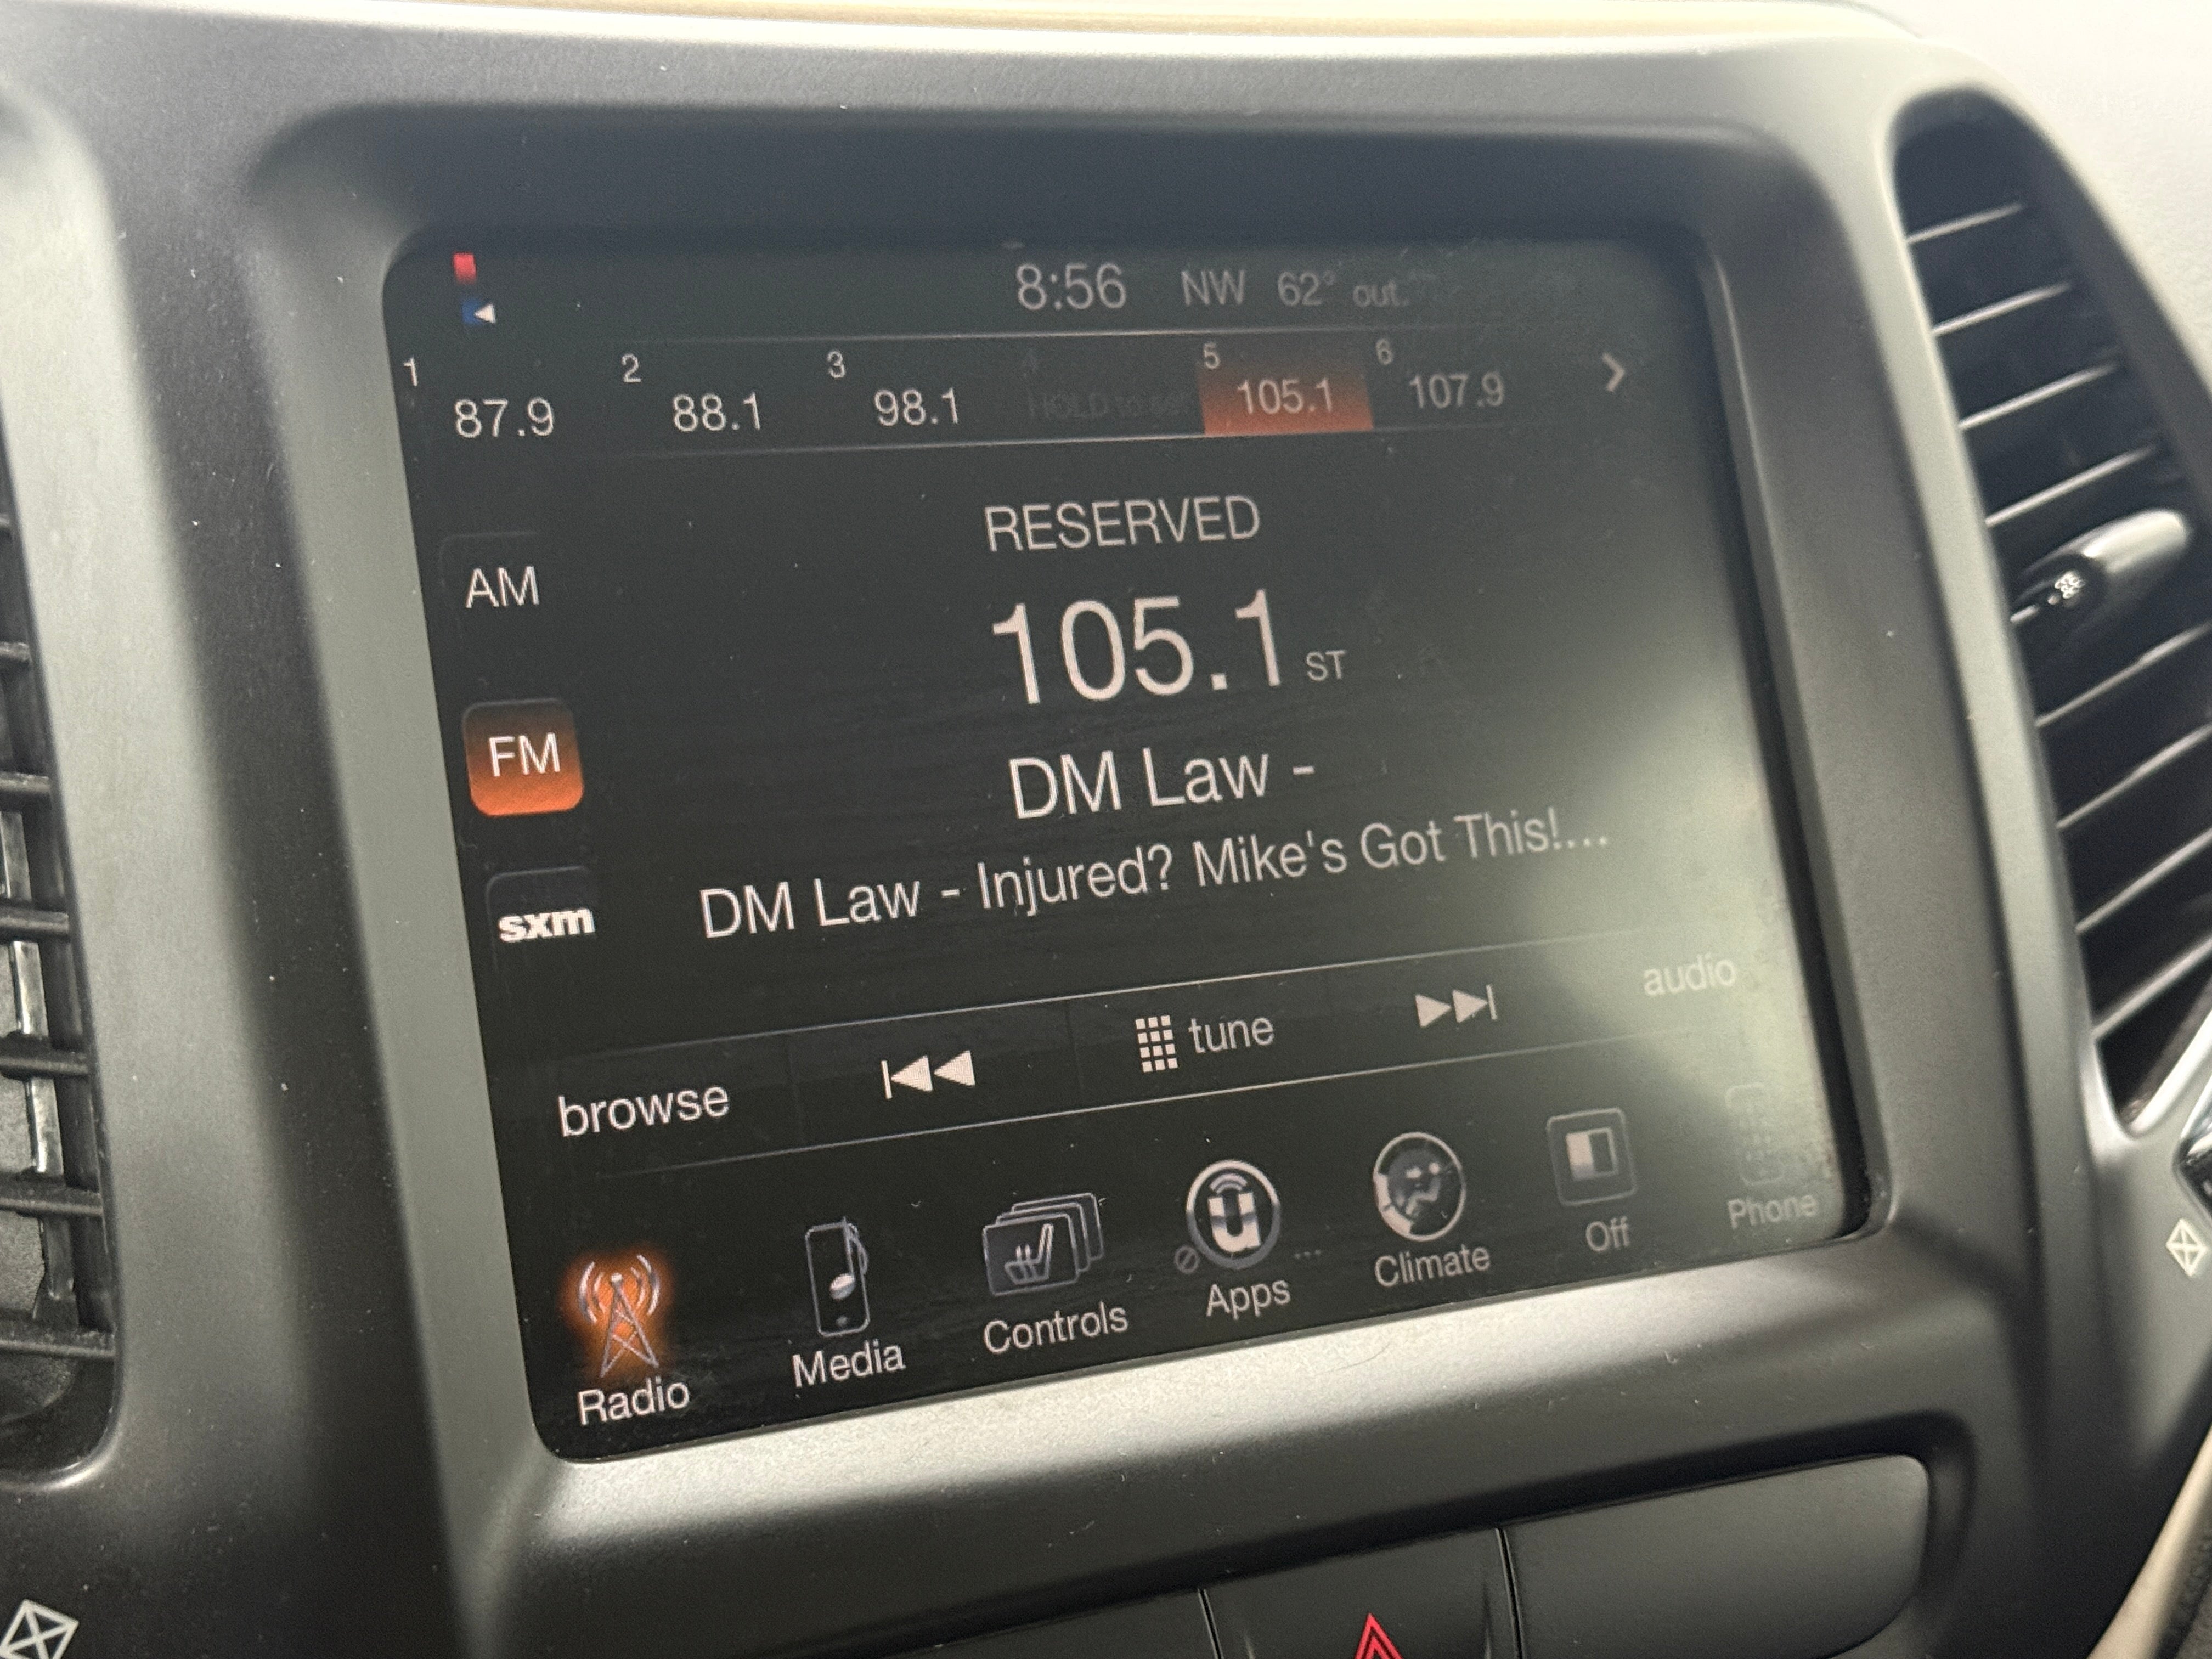 8:56 NW 62° out.
1 2 3 5 6
87.9 88.1 98.1 HOLD 105.1 107.9
RESERVED
AM
105.1 ST
FM
DM Law -
DM Law - Injured? Mike's Got This!...
sxm
browse tune audio
Radio Media Controls Apps Climate Off Phone